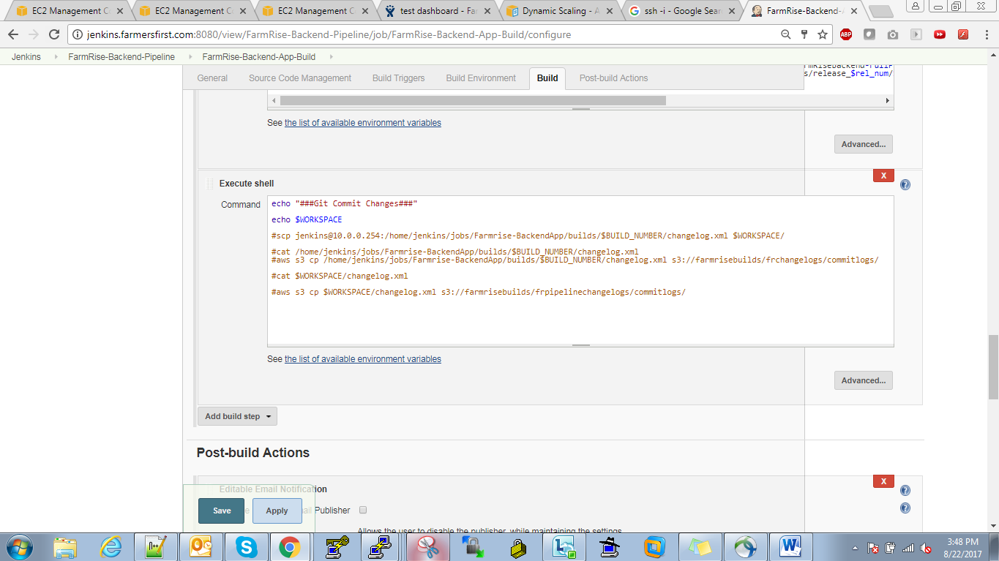 EC2 Management C
EC2 Management C
EC2 Management C
test dashboard - Fa
Dynamic Scaling - A
ssh -i - Google Sear
FarmRise-Backend-A
jenkins.farmersfirst.com:8080/view/FarmRise-Backend-Pipeline/job/FarmRise-Backend-App-Build/configure
ABP
Jenkins
FarmRise-Backend-Pipeline
FarmRise-Backend-App-Build
General
Source Code Management
Build Triggers
Build Environment
Build
Post-build Actions
s/release_$rel_num/
See the list of available environment variables
Advanced...
Execute shell
X
Command
echo "###Git Commit Changes###"
echo $WORKSPACE
#scp jenkins@10.0.0.254:/home/jenkins/jobs/Farmrise-BackendApp/builds/$BUILD_NUMBER/changelog.xml $WORKSPACE/
#cat /home/jenkins/jobs/Farmrise-BackendApp/builds/$BUILD_NUMBER/changelog.xml
#aws s3 cp /home/jenkins/jobs/Farmrise-BackendApp/builds/$BUILD_NUMBER/changelog.xml s3://farmrisebuilds/frchangelogs/commitlogs/
#cat $WORKSPACE/changelog.xml
#aws s3 cp $WORKSPACE/changelog.xml s3://farmrisebuilds/frpipelinechangelogs/commitlogs/
See the list of available environment variables
Advanced...
Add build step
Post-build Actions
Editable Email Notification
X
Save
Apply
Publisher
Allows the user to disable the publisher, while maintaining the settings
3:48 PM
8/22/2017